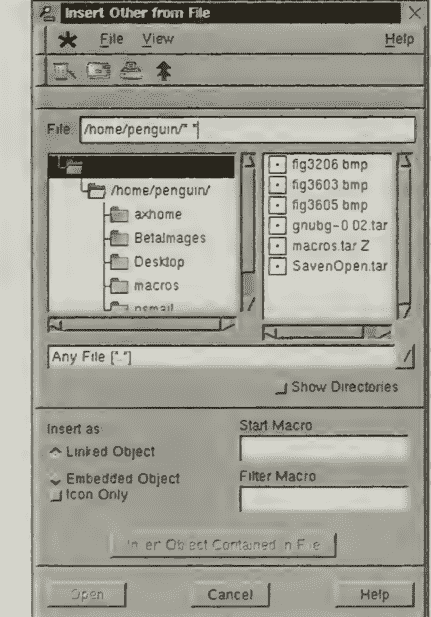 Insert Other from File
File View Help
File: /home/penguin/*.*
/home/penguin/
axhome
BetaImages
Desktop
macros
nsmail
fig3206 bmp
fig3603 bmp
fig3605 bmp
gnubg-0 02.tar
macros.tar Z
SavenOpen.tar
Any File [*.*]
Show Directories
Insert as
Linked Object
Embedded Object
Icon Only
Start Macro
Filter Macro
Insert Object Contained in File
Open Cancel Help